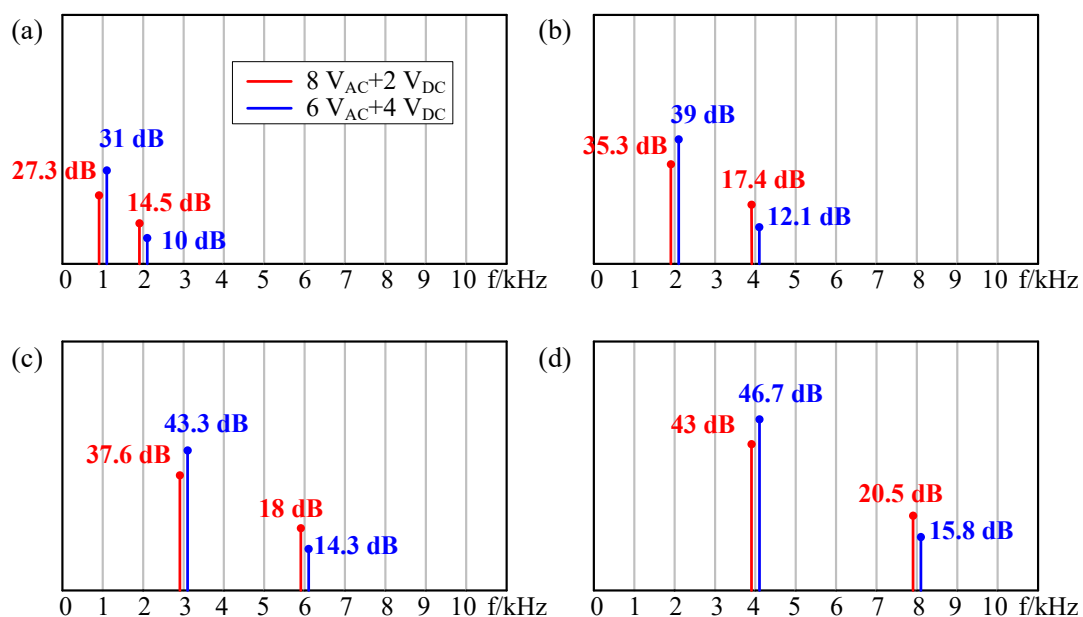 (a)
8 V_AC+2 V_DC
6 V_AC+4 V_DC
31 dB
27.3 dB
14.5 dB
10 dB
0 1 2 3 4 5 6 7 8 9 10 f/kHz
(b)
39 dB
35.3 dB
17.4 dB
12.1 dB
0 1 2 3 4 5 6 7 8 9 10 f/kHz
(c)
43.3 dB
37.6 dB
18 dB
14.3 dB
0 1 2 3 4 5 6 7 8 9 10 f/kHz
(d)
46.7 dB
43 dB
20.5 dB
15.8 dB
0 1 2 3 4 5 6 7 8 9 10 f/kHz